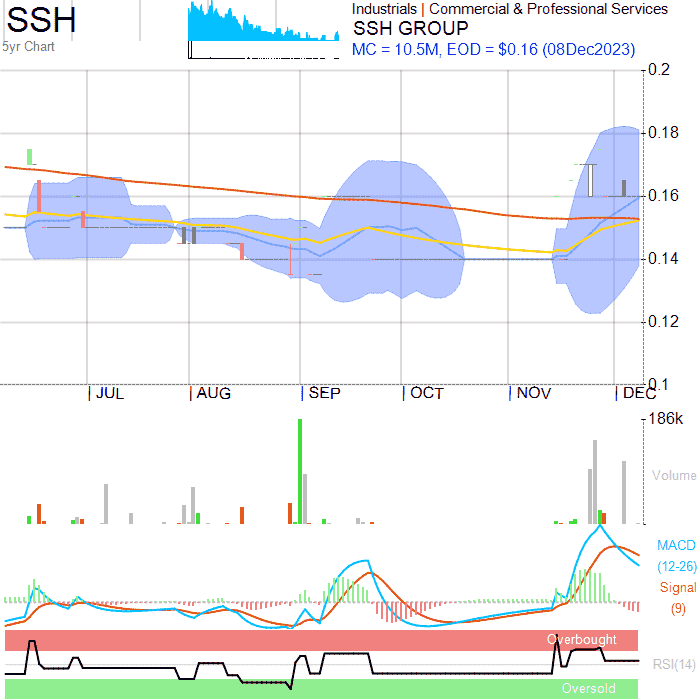 SSH
5yr Chart
Industrials | Commercial & Professional Services
SSH GROUP
MC = 10.5M, EOD = $0.16 (08Dec2023)
0.2
0.18
0.16
0.14
0.12
0.1
JUL
AUG
SEP
OCT
NOV
DEC
186k
Volume
MACD
(12-26)
Signal
(9)
Overbought
RSI(14)
Oversold